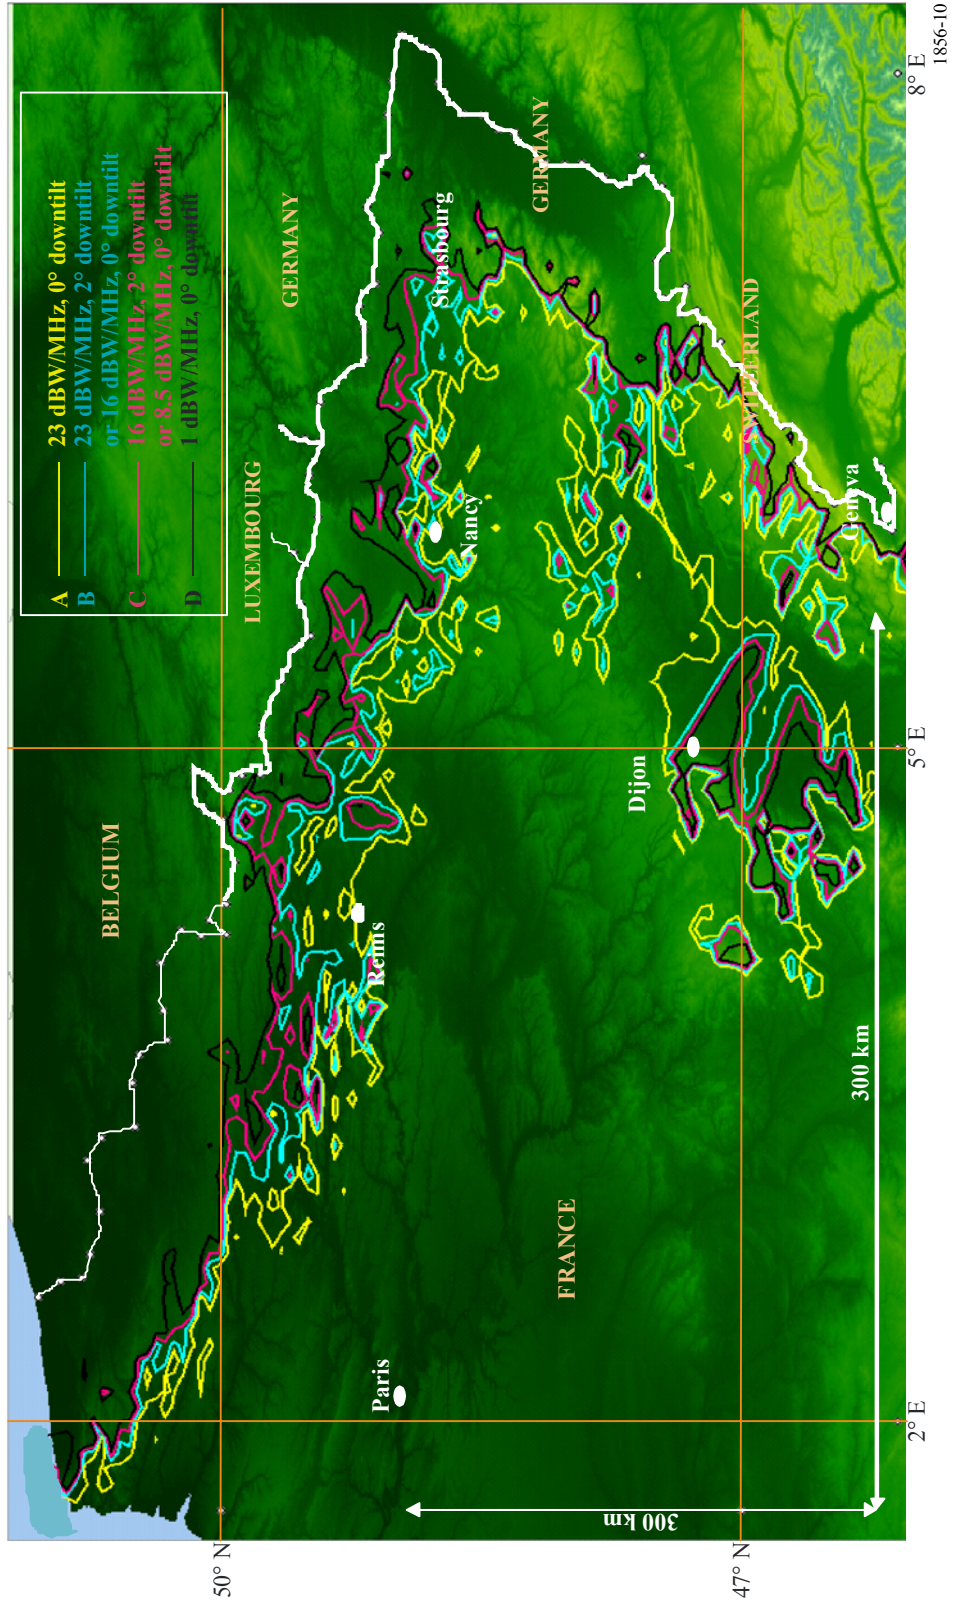 A 23 dBW/MHz, 0° downtilt
B 23 dBW/MHz, 2° downtilt
or 16 dBW/MHz, 0° downtilt
C 16 dBW/MHz, 2° downtilt
or 8.5 dBW/MHz, 0° downtilt
D 1 dBW/MHz, 0° downtilt
BELGIUM
LUXEMBOURG
GERMANY
GERMANY
Strasbourg
Nancy
Reims
Paris
FRANCE
Dijon
SWITZERLAND
Geneva
300 km
300 km
50° N
47° N
2° E
5° E
8° E
1856-10